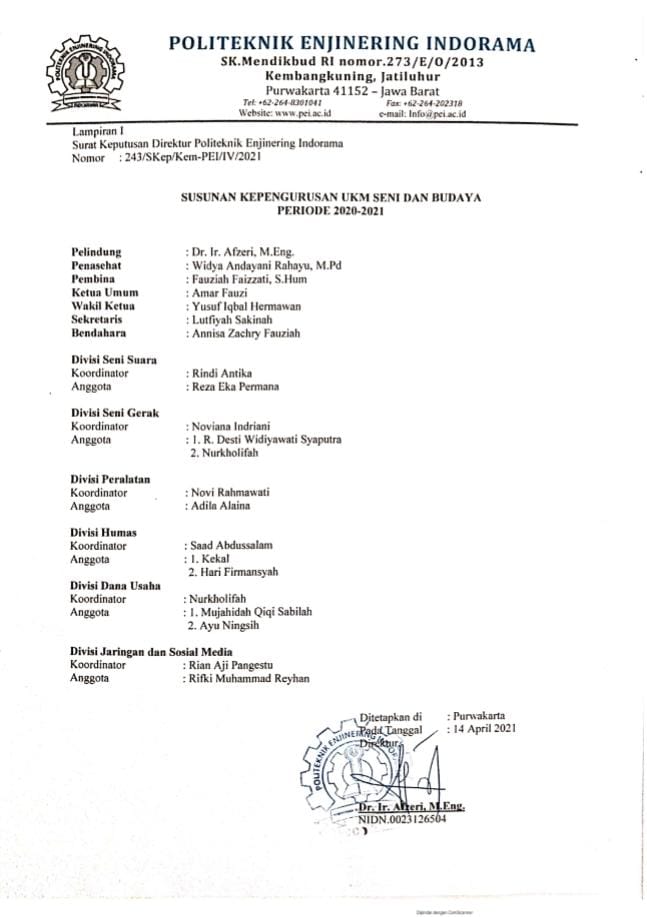 POLITEKNIK ENJINERING INDORAMA
SK.Mendikbud RI nomor.273/E/O/2013
Kembangkuning, Jatiluhur
Purwakarta 41152 – Jawa Barat
Tel: +62-264-8301041 Fax: +62-264-202318
Website: www.pei.ac.id e-mail: Info@pei.ac.id
Lampiran I
Surat Keputusan Direktur Politeknik Enjinering Indorama
Nomor : 243/SKep/Kem-PEI/IV/2021
SUSUNAN KEPENGURUSAN UKM SENI DAN BUDAYA
PERIODE 2020-2021
Pelindung : Dr. Ir. Afzeri, M.Eng.
Penasehat : Widya Andayani Rahayu, M.Pd
Pembina : Fauziah Faizzati, S.Hum
Ketua Umum : Amar Fauzi
Wakil Ketua : Yusuf Iqbal Hermawan
Sekretaris : Lutfiyah Sakinah
Bendahara : Annisa Zachry Fauziah
Divisi Seni Suara
Koordinator : Rindi Antika
Anggota : Reza Eka Permana
Divisi Seni Gerak
Koordinator : Noviana Indriani
Anggota : 1. R. Desti Widiyawati Syaputra
2. Nurkholifah
Divisi Peralatan
Koordinator : Novi Rahmawati
Anggota : Adila Alaina
Divisi Humas
Koordinator : Saad Abdussalam
Anggota : 1. Kekal
2. Hari Firmansyah
Divisi Dana Usaha
Koordinator : Nurkholifah
Anggota : 1. Mujahidah Qiqi Sabilah
2. Ayu Ningsih
Divisi Jaringan dan Sosial Media
Koordinator : Rian Aji Pangestu
Anggota : Rifki Muhammad Reyhan
Ditetapkan di : Purwakarta
Pada Tanggal : 14 April 2021
Direktur
POLITEKNIK ENJINERING
Dr. Ir. Afzeri, M.Eng.
NIDN.0023126504
Dipindai dengan CamScanner